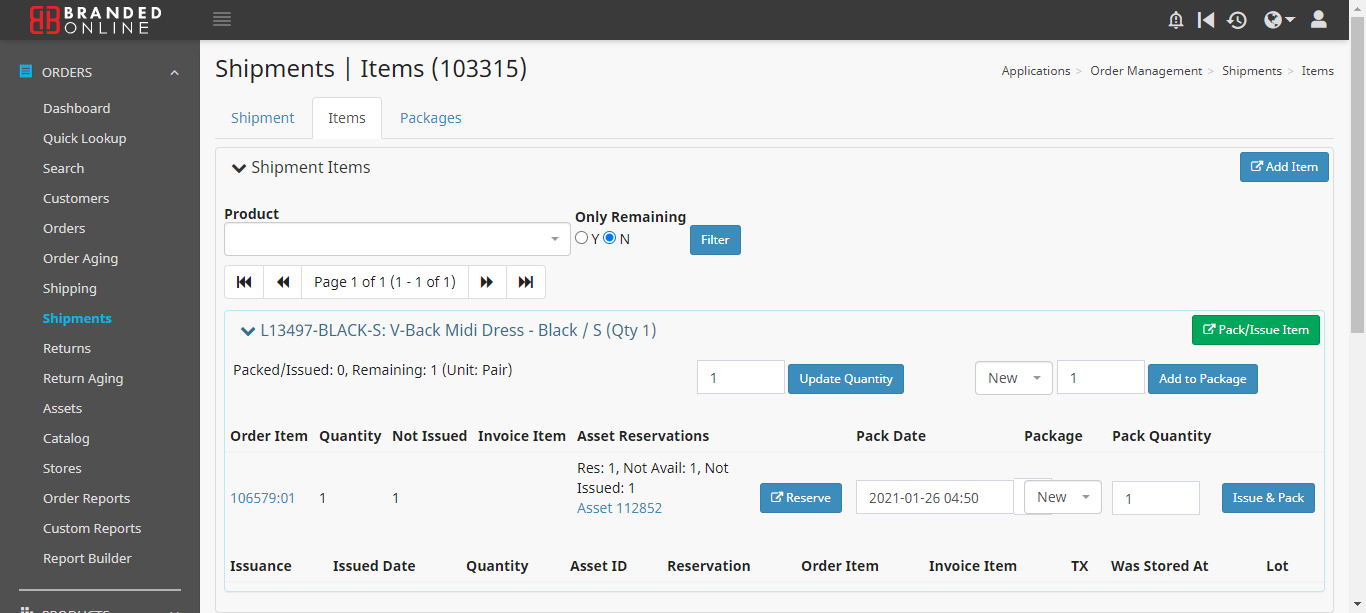 BRANDED
ONLINE
ORDERS
Dashboard
Quick Lookup
Search
Customers
Orders
Order Aging
Shipping
Shipments
Returns
Return Aging
Assets
Catalog
Stores
Order Reports
Custom Reports
Report Builder
PRODUCTS
Shipments | Items (103315)
Applications > Order Management > Shipments > Items
Shipment Items Packages
Shipment Items
Add Item
Product
Only Remaining
Y N
Filter
Page 1 of 1 (1 - 1 of 1)
L13497-BLACK-S: V-Back Midi Dress - Black / S (Qty 1)
Pack/Issue Item
Packed/Issued: 0, Remaining: 1 (Unit: Pair)
1 Update Quantity New 1 Add to Package
Order Item Quantity Not Issued Invoice Item Asset Reservations Pack Date Package Pack Quantity
106579:01 1 1
Res: 1, Not Avail: 1, Not
Issued: 1
Asset 112852
Reserve 2021-01-26 04:50 New 1 Issue & Pack
Issuance Issued Date Quantity Asset ID Reservation Order Item Invoice Item TX Was Stored At Lot